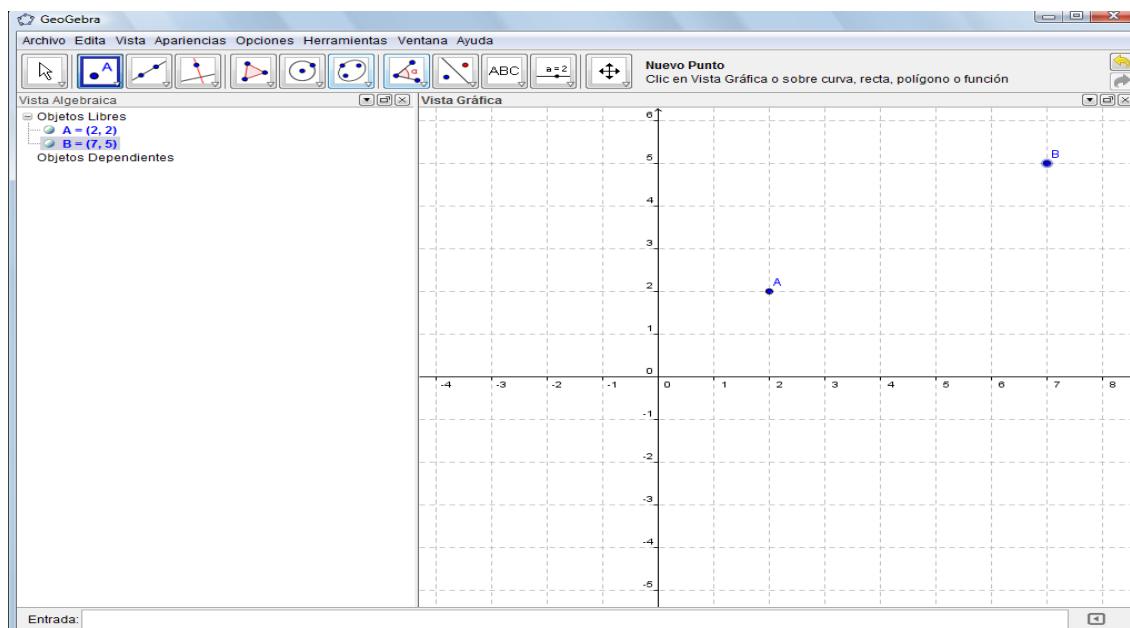 GeoGebra
Archivo Edita Vista Apariencias Opciones Herramientas Ventana Ayuda
A
α
ABC
a=2
Nuevo Punto
Clic en Vista Gráfica o sobre curva, recta, polígono o función
Vista Algebraica
Vista Gráfica
Objetos Libres
A = (2, 2)
B = (7, 5)
Objetos Dependientes
6
5
B
4
3
2
A
1
0
-4 -3 -2 -1 0 1 2 3 4 5 6 7 8
-1
-2
-3
-4
-5
Entrada: